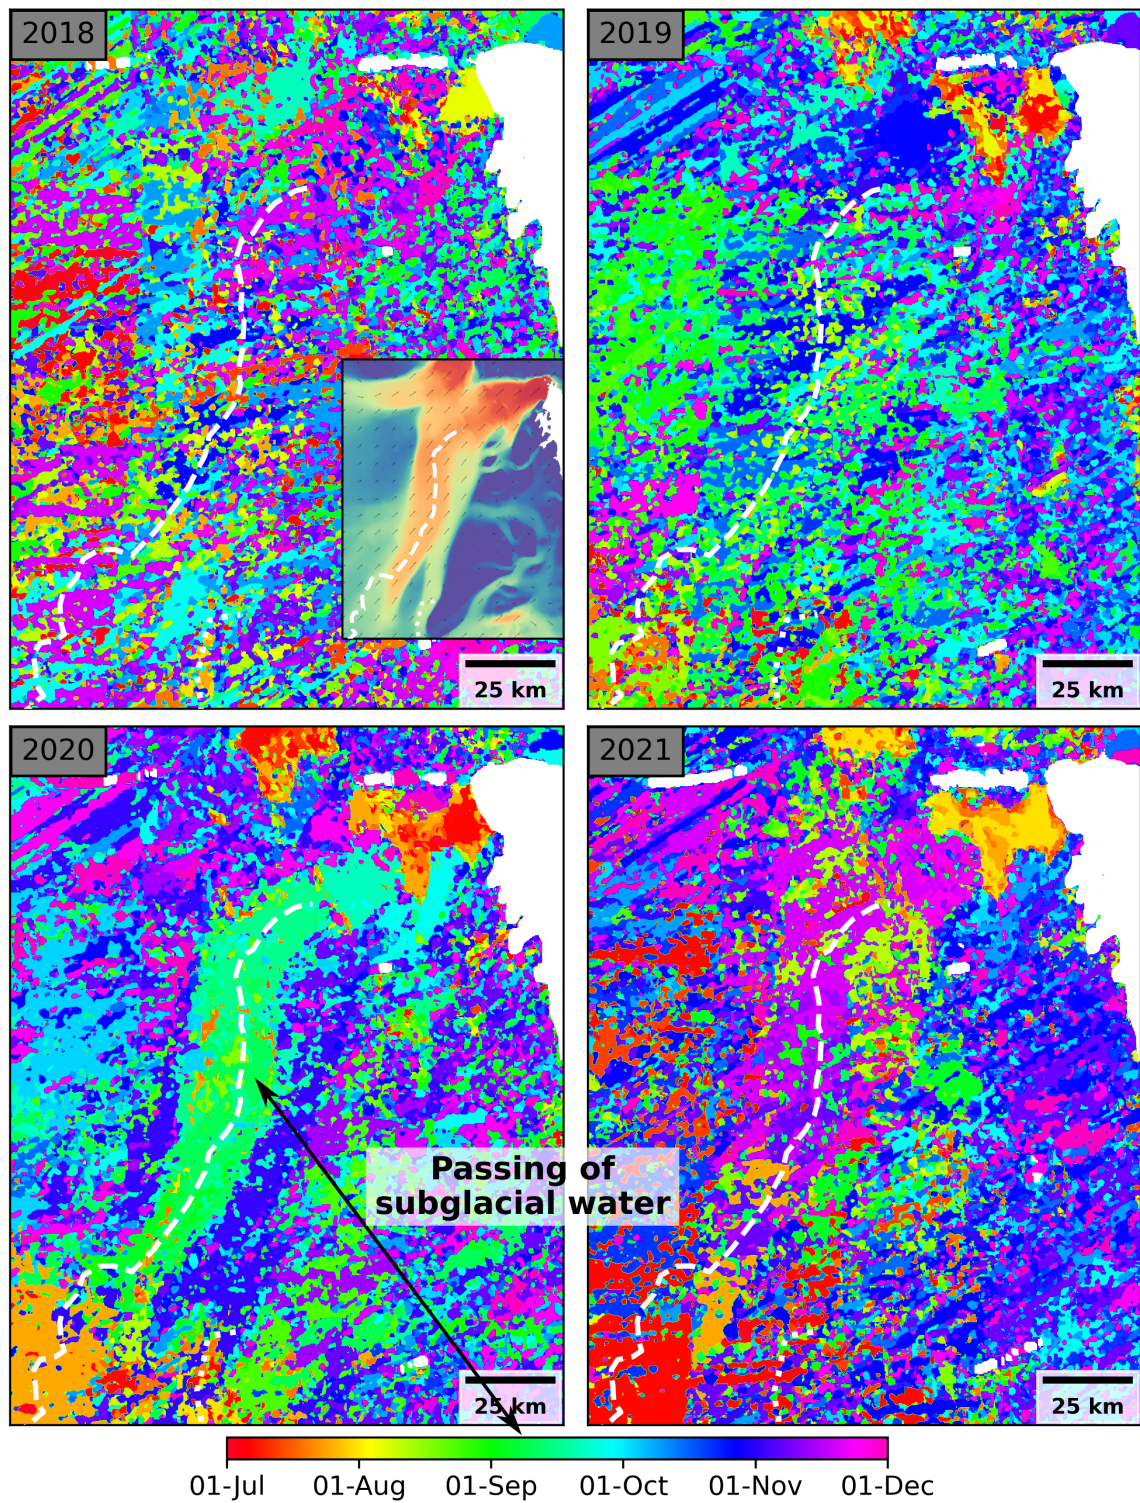 2018
2019
25 km
25 km
2020
2021
Passing of
subglacial water
25 km
25 km
01-Jul
01-Aug
01-Sep
01-Oct
01-Nov
01-Dec